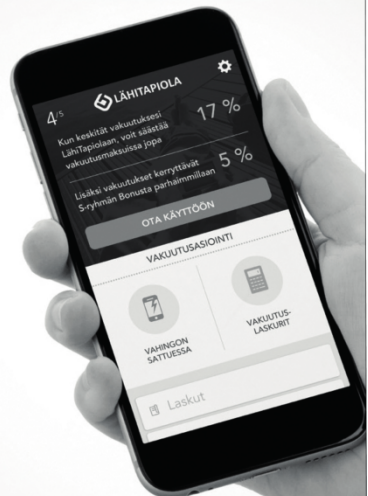 LÄHITAPIOLA
4/5
Kun keskität vakuutuksesi
LähiTapiolaan, voit säästää
vakuutusmaksuissa jopa
17 %
Lisäksi vakuutukset kerryttävät
S-ryhmän Bonusta parhaimmillaan
5 %
OTA KÄYTTÖÖN
VAKUUTUSASIOINTI
VAHINGON
SATTUESSA
VAKUUTUS-
LASKURIT
Laskut